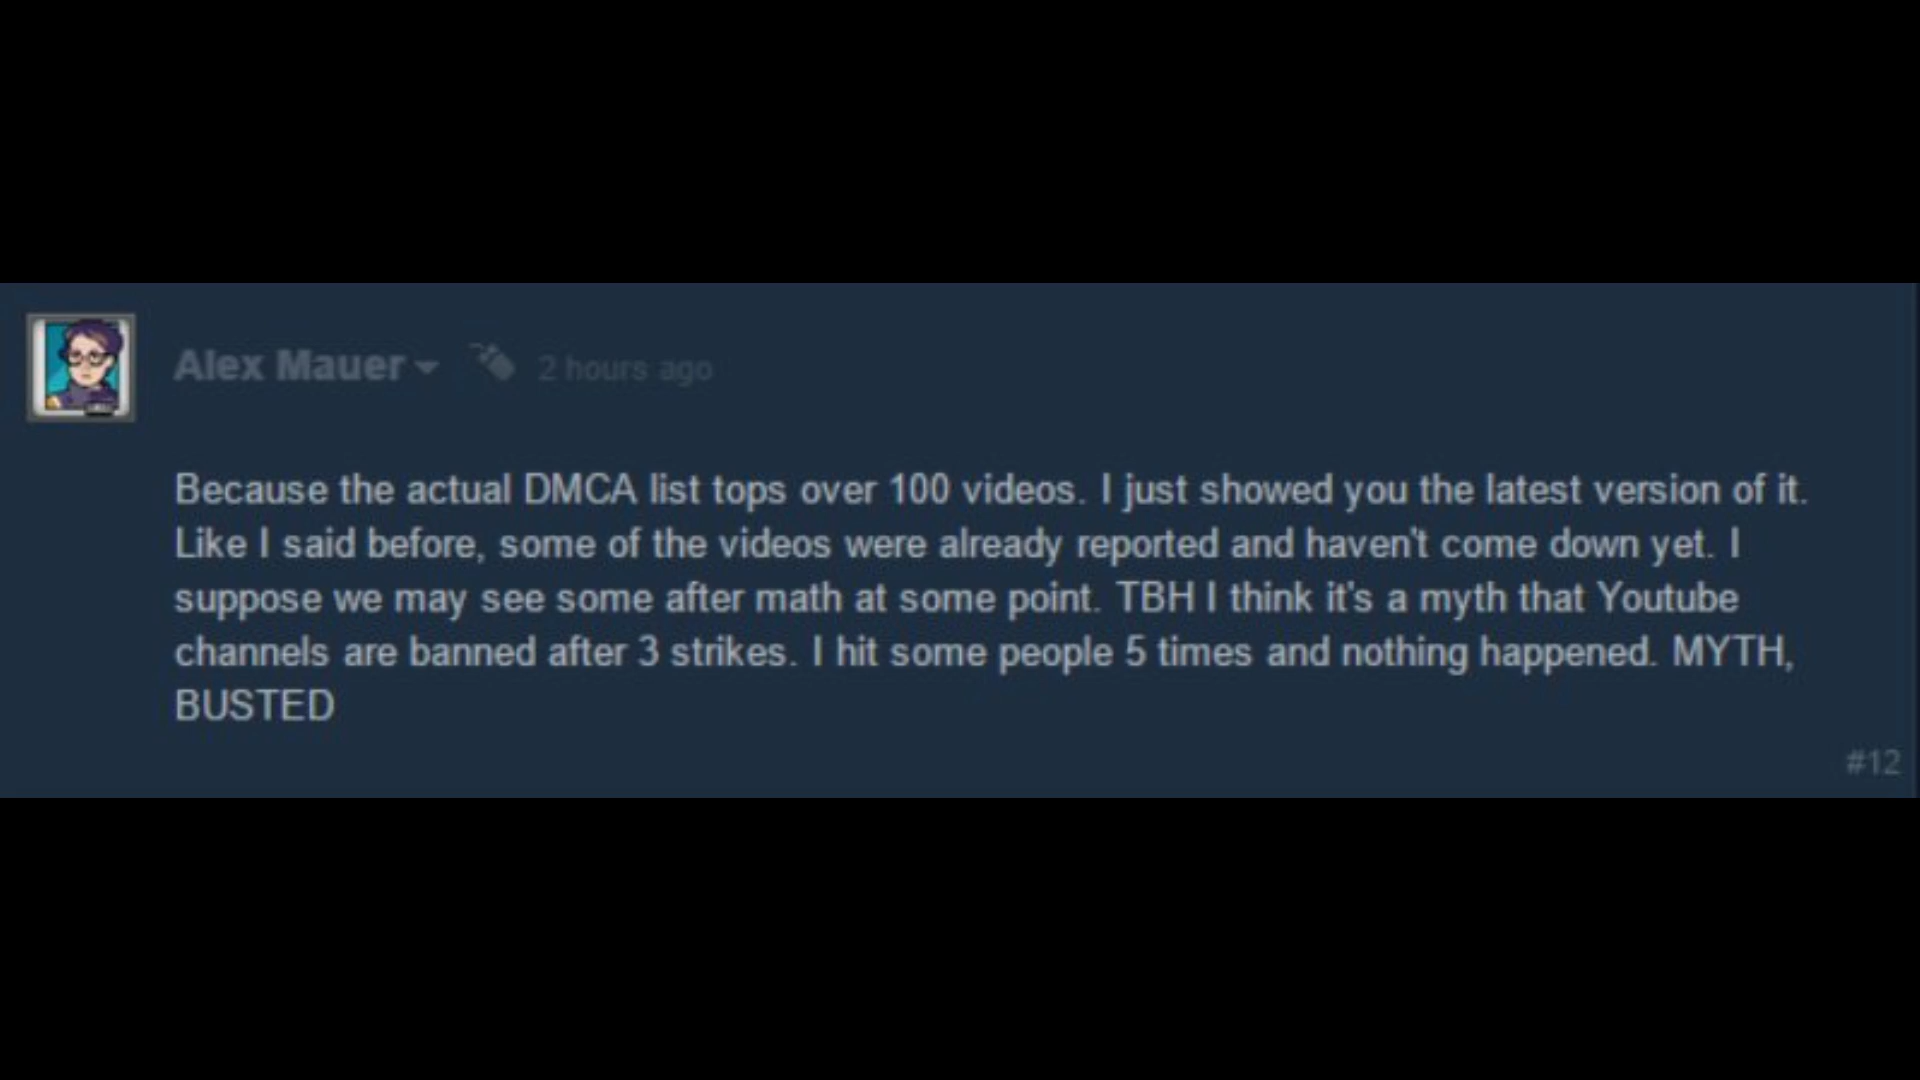 Alex Mauer
2 hours ago
Because the actual DMCA list tops over 100 videos. I just showed you the latest version of it.
Like I said before, some of the videos were already reported and haven't come down yet. I
suppose we may see some after math at some point. TBH I think it's a myth that Youtube
channels are banned after 3 strikes. I hit some people 5 times and nothing happened. MYTH,
BUSTED
#12